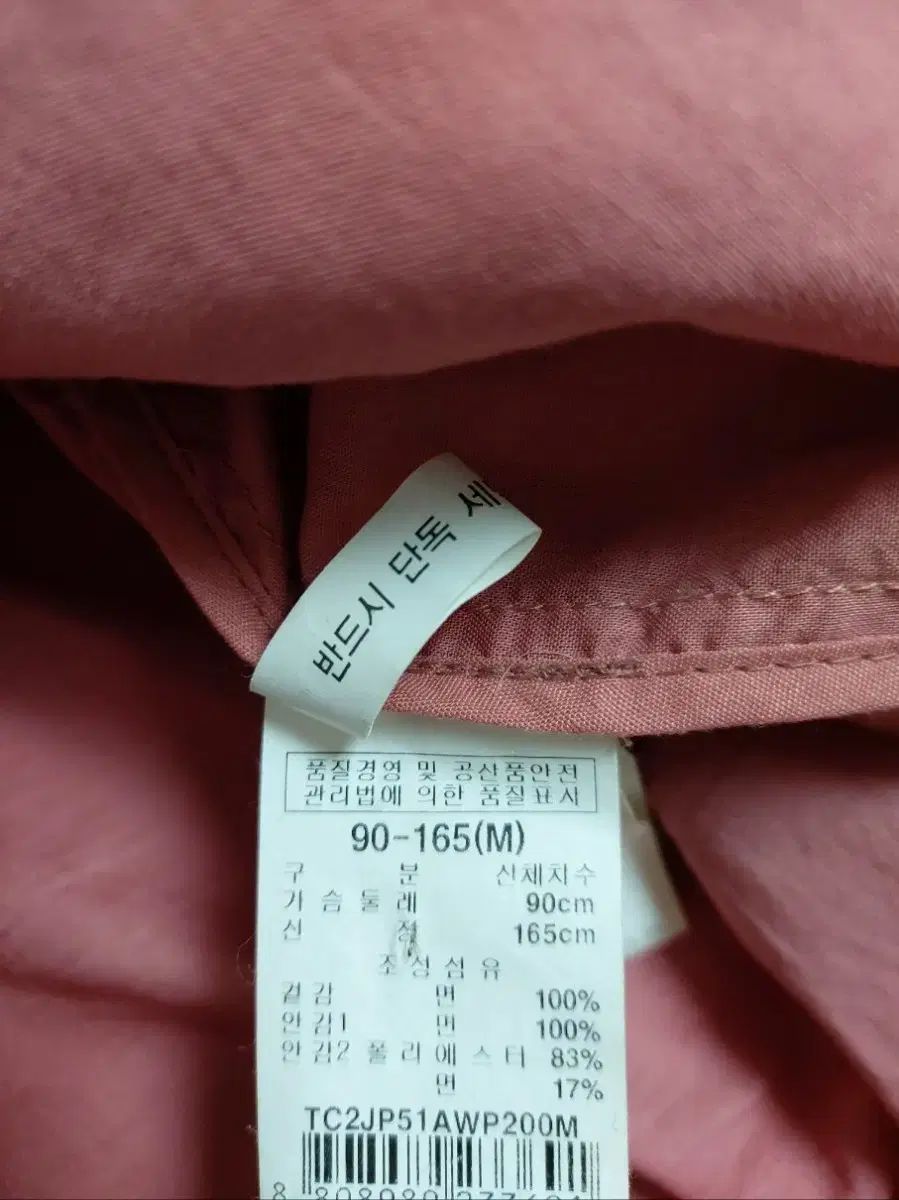 반드시 단독
품질경영 및 공산품안전
관리법에 의한 품질표시
90-165(M)
구 분 신체치수
가 슴 둘 레 90cm
신 장 165cm
조성섬유
겉감 면 100%
안감1 면 100%
안감2 폴리에스터 83%
면 17%
TC2JP51AWP200M